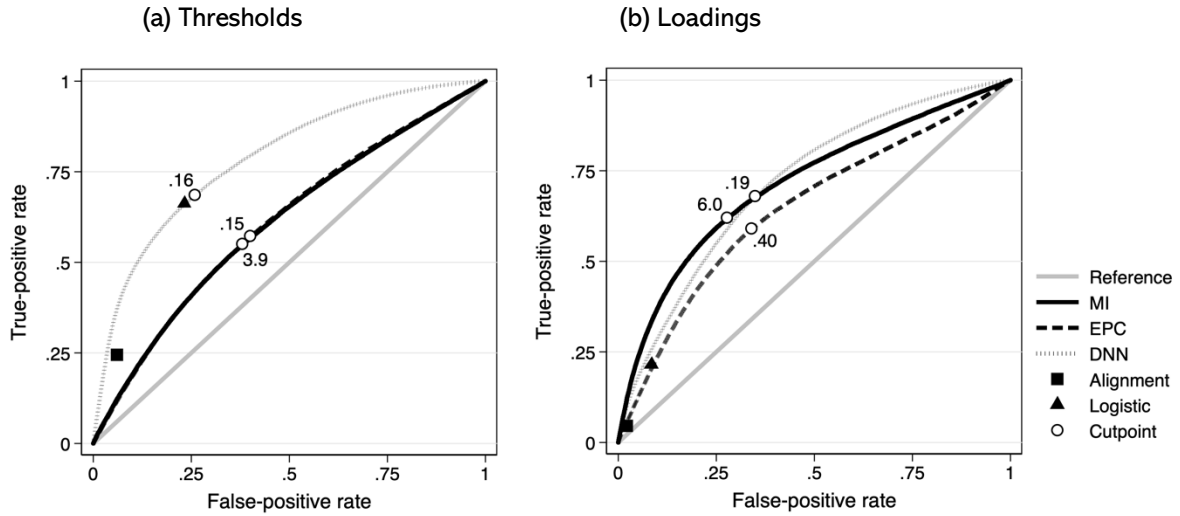 (a) Thresholds
(b) Loadings
True-positive rate
1
.75
.5
.25
0
.16
.15
3.9
0
.25
.5
.75
1
False-positive rate
True-positive rate
1
.75
.5
.25
0
.19
6.0
.40
0
.25
.5
.75
1
False-positive rate
Reference
MI
EPC
DNN
Alignment
Logistic
Cutpoint